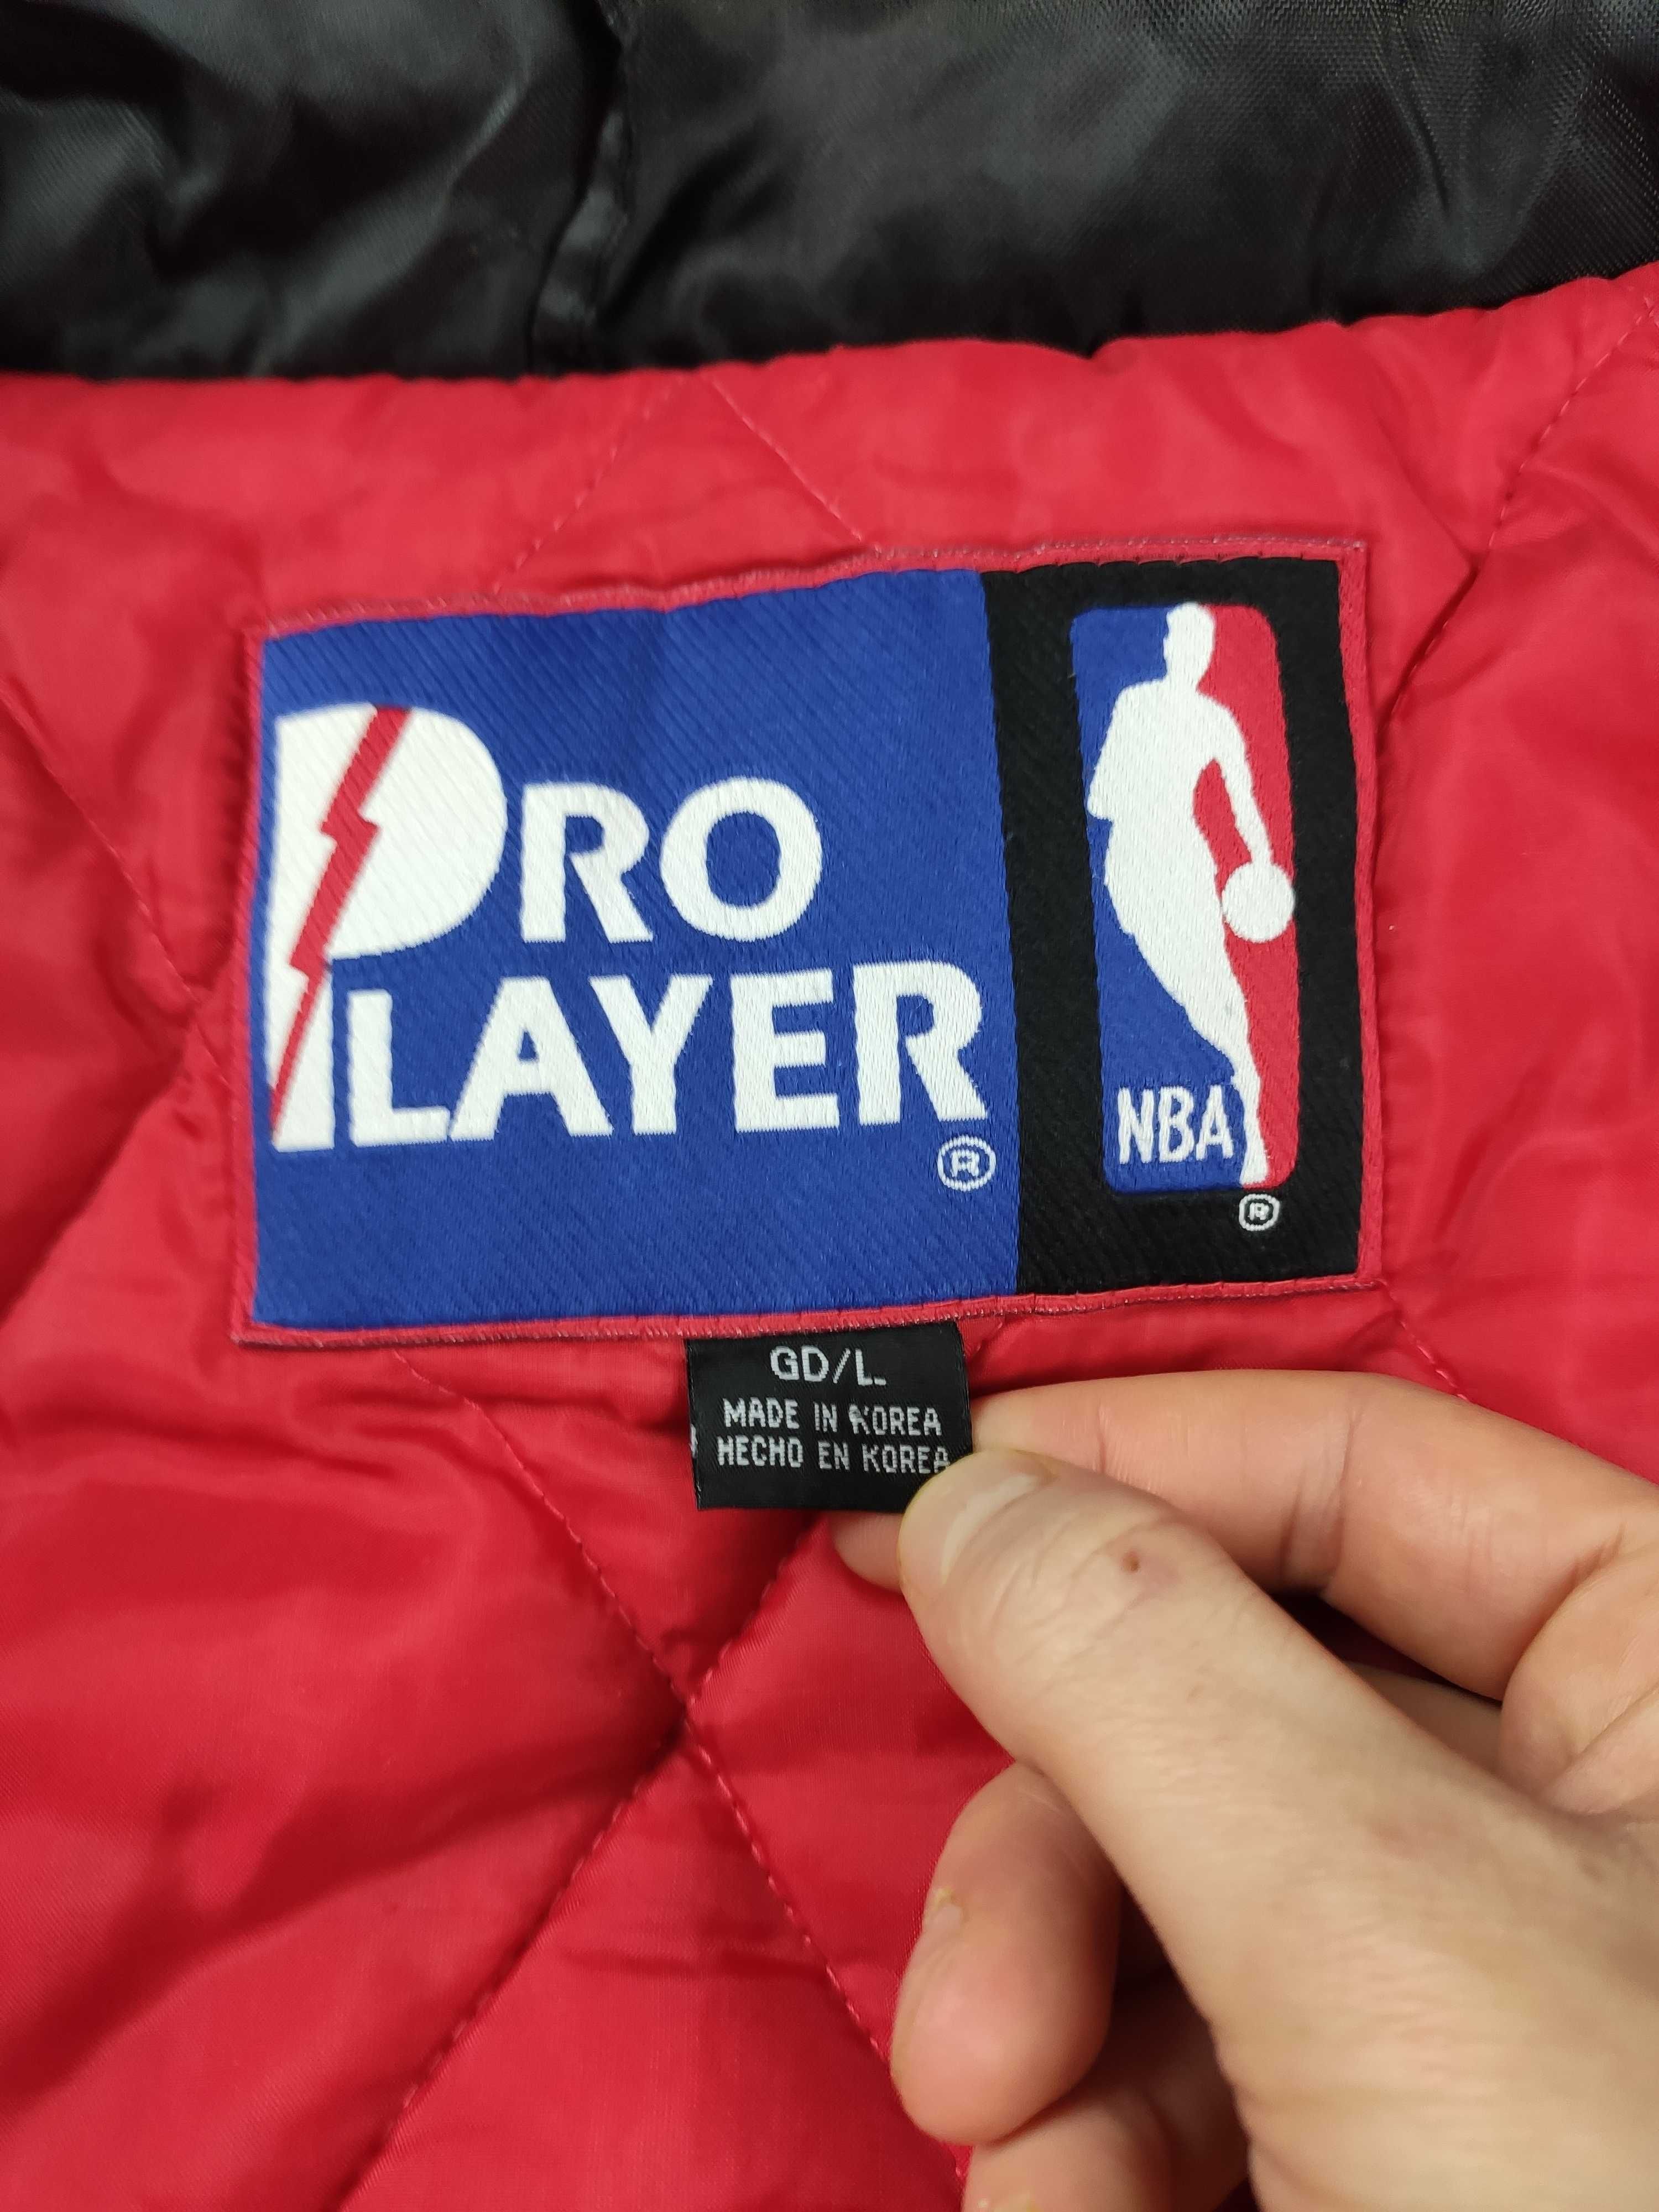 PRO
PLAYER
®
NBA
®
GD/L.
MADE IN KOREA
HECHO EN KOREA